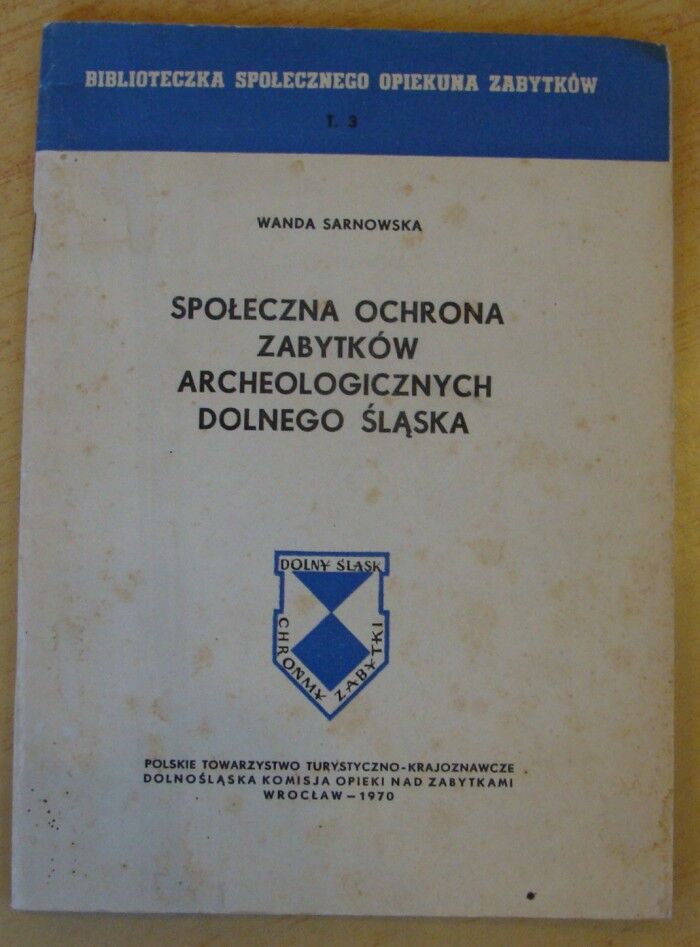 BIBLIOTECZKA SPOŁECZNEGO OPIEKUNA ZABYTKÓW
T. 3
WANDA SARNOWSKA
SPOŁECZNA OCHRONA
ZABYTKÓW
ARCHEOLOGICZNYCH
DOLNEGO ŚLĄSKA
DOLNY ŚLĄSK
CHROŃMY ZABYTKI
POLSKIE TOWARZYSTWO TURYSTYCZNO-KRAJOZNAWCZE
DOLNOŚLĄSKA KOMISJA OPIEKI NAD ZABYTKAMI
WROCŁAW – 1970